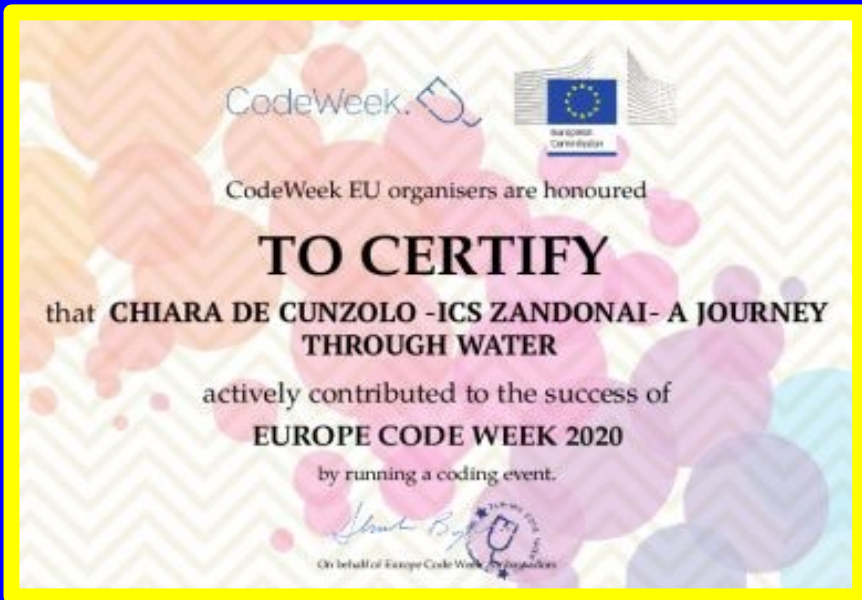 CodeWeek.
European
Commission
CodeWeek EU organisers are honoured
TO CERTIFY
that CHIARA DE CUNZOLO -ICS ZANDONAI- A JOURNEY
THROUGH WATER
actively contributed to the success of
EUROPE CODE WEEK 2020
by running a coding event.
On behalf of Europe Code Week Ambassadors